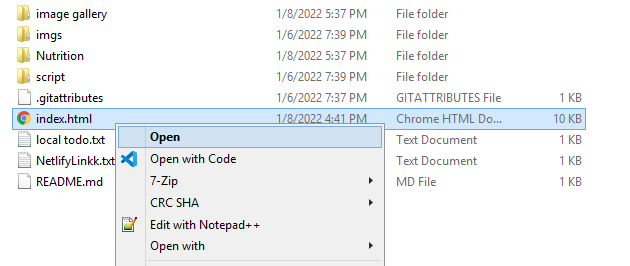 image gallery 1/8/2022 5:37 PM File folder
imgs 1/6/2022 7:39 PM File folder
Nutrition 1/8/2022 5:37 PM File folder
script 1/6/2022 7:39 PM File folder
.gitattributes 1/6/2022 7:37 PM GITATTRIBUTES File 1 KB
index.html 1/8/2022 4:41 PM Chrome HTML Do... 10 KB
local todo.txt Text Document 1 KB
NetlifyLinkk.txt Text Document 1 KB
README.md MD File 1 KB
Open
Open with Code
7-Zip
CRC SHA
Edit with Notepad++
Open with